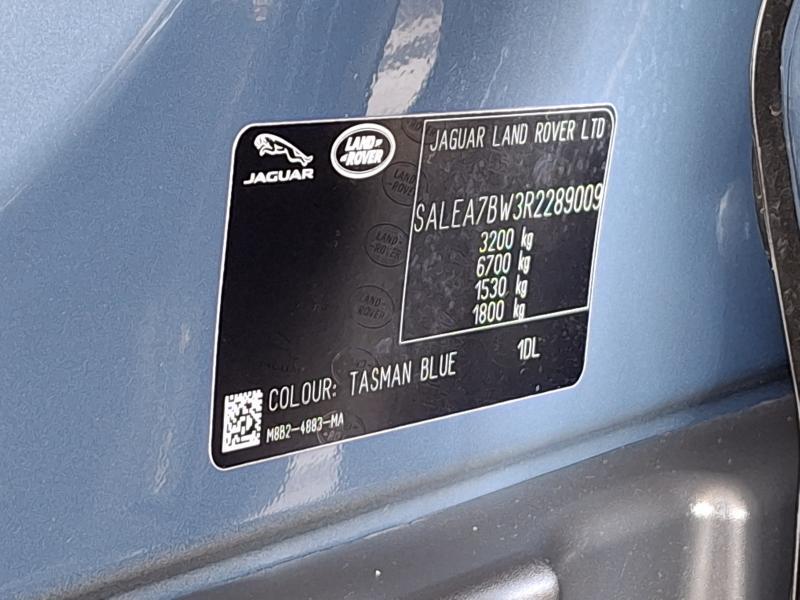 JAGUAR
LAND-
ROVER
JAGUAR LAND ROVER LTD
SALEA7BW3R2289009
3200 kg
6700 kg
1530 kg
1800 kg
1DL
COLOUR: TASMAN BLUE
M8B2-4083-MA